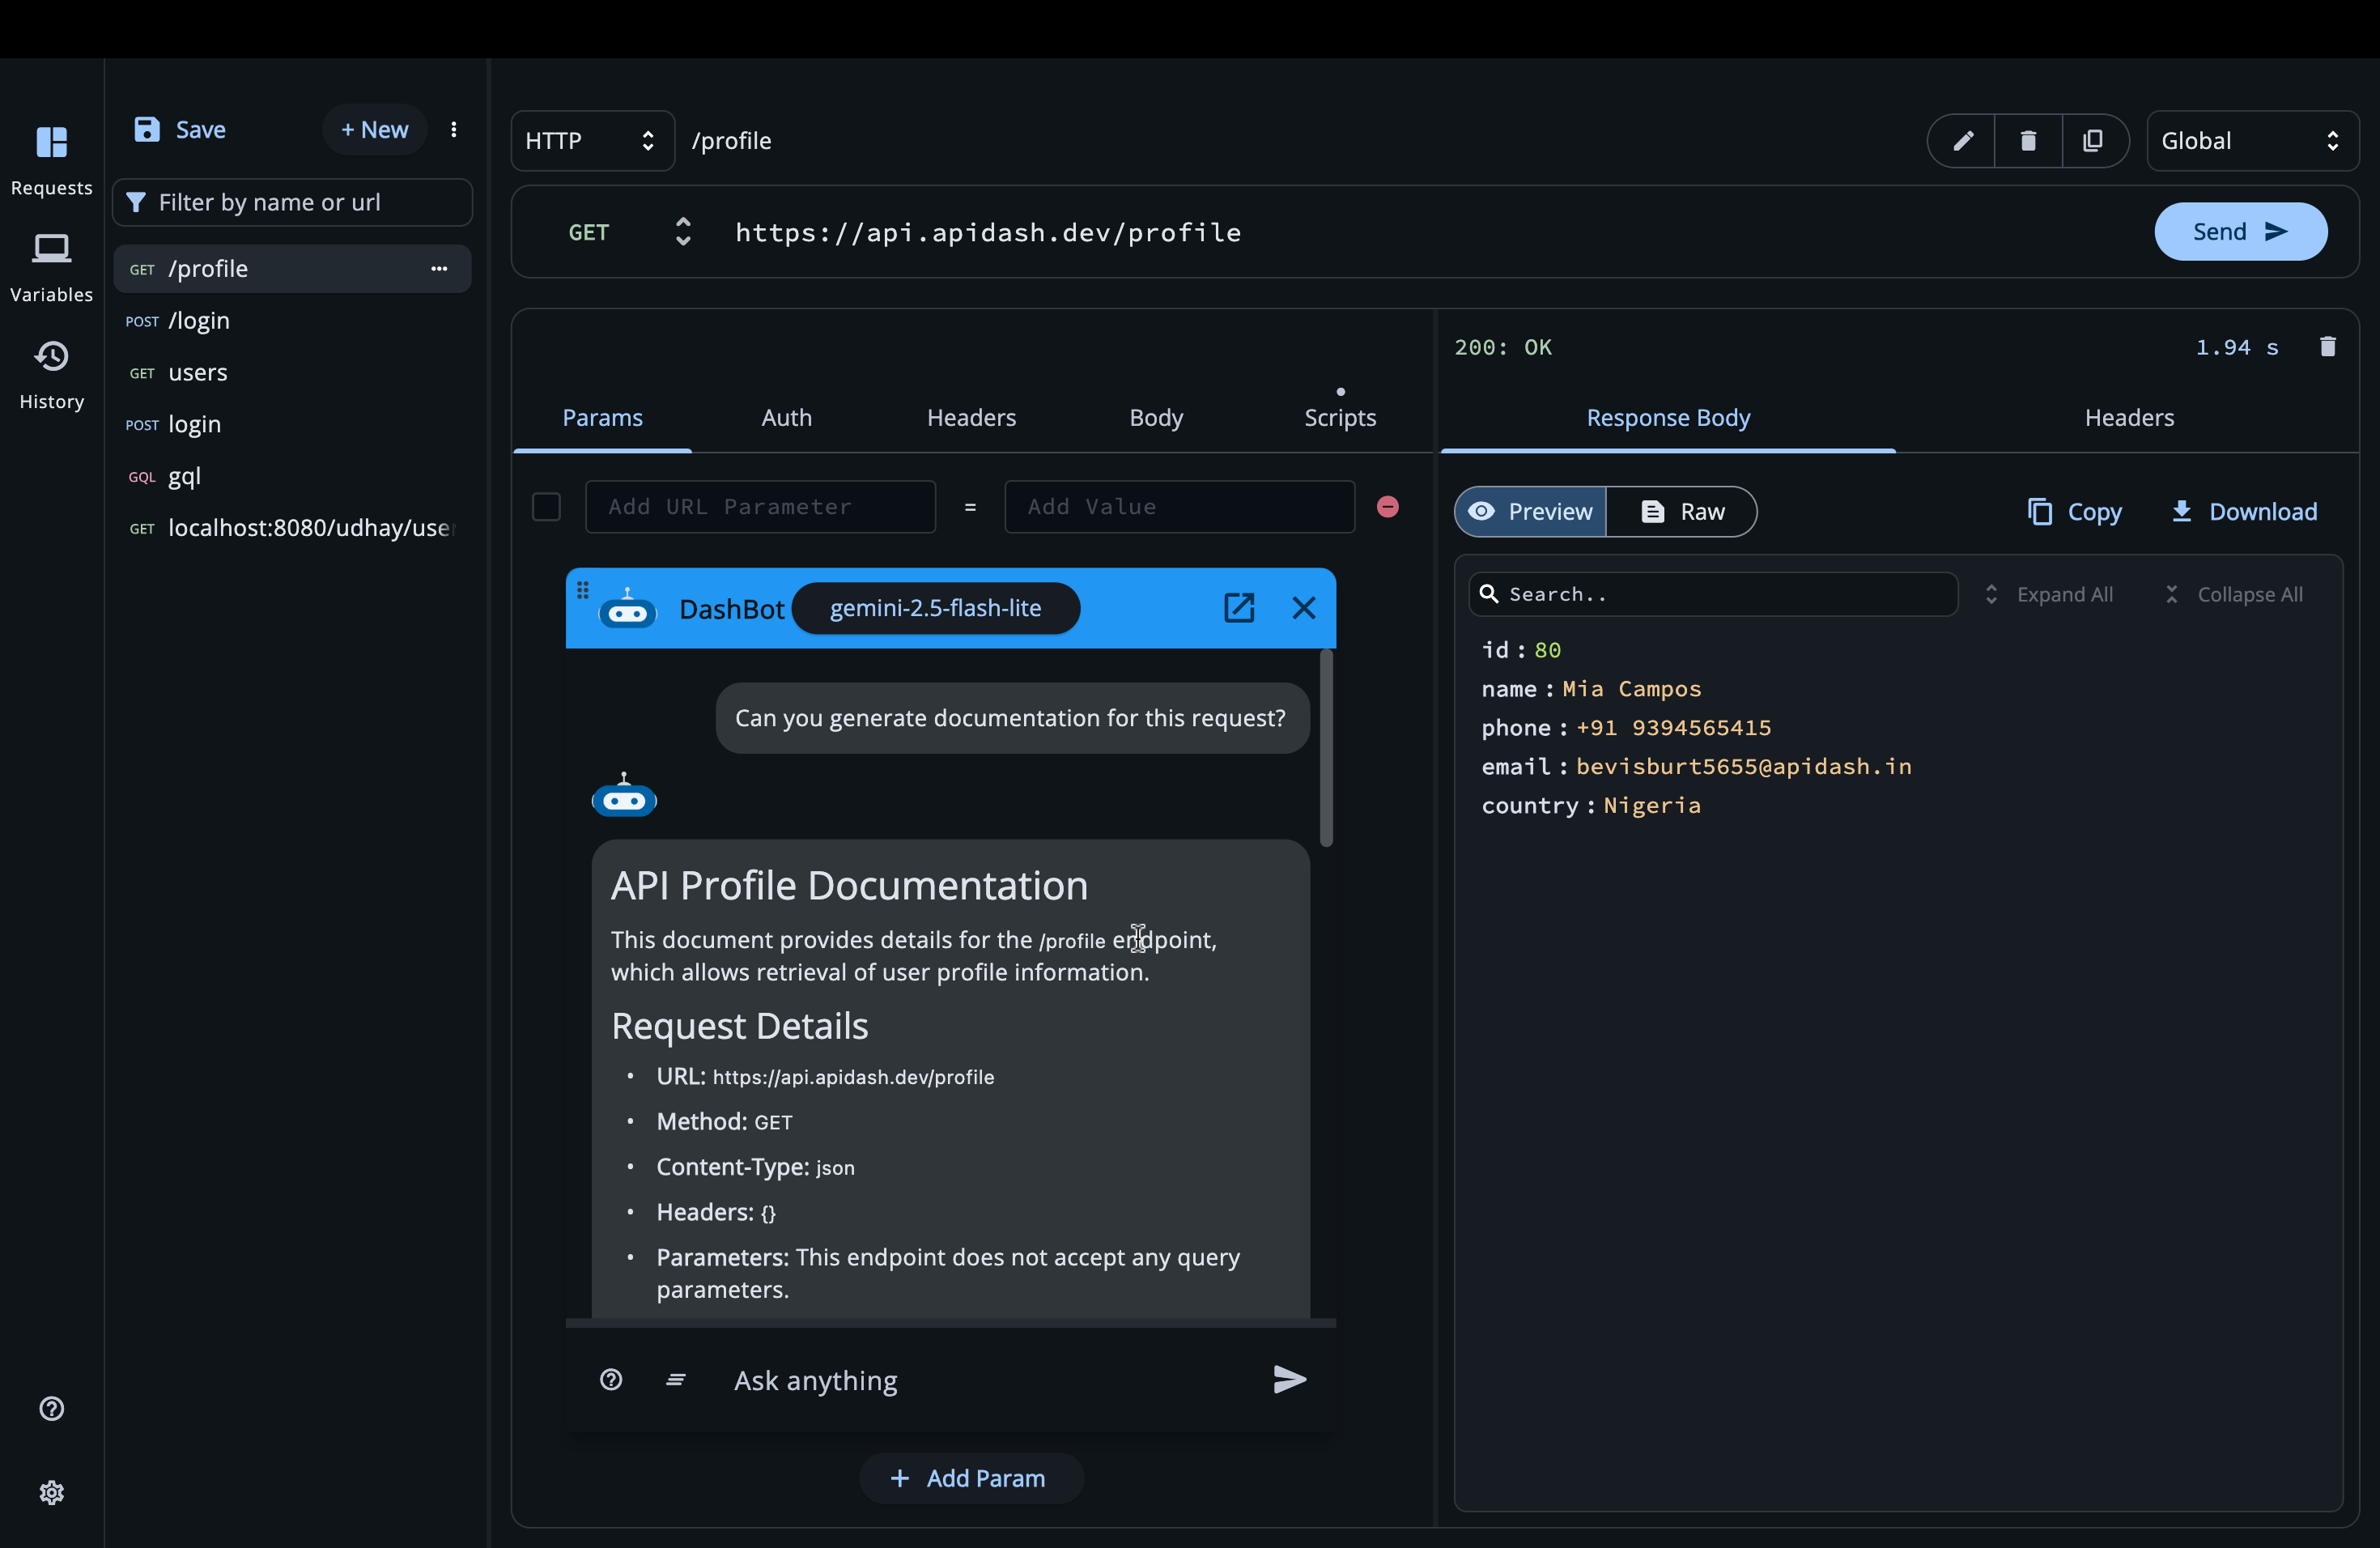 Requests
Variables
History
Save
+ New
Filter by name or url
GET /profile
POST /login
GET users
POST login
GQL gql
GET localhost:8080/udhay/use
HTTP
/profile
Global
GET
https://api.apidash.dev/profile
Send
Params
Auth
Headers
Body
Scripts
Add URL Parameter
=
Add Value
DashBot
gemini-2.5-flash-lite
Can you generate documentation for this request?
API Profile Documentation
This document provides details for the /profile endpoint,
which allows retrieval of user profile information.
Request Details
• URL: https://api.apidash.dev/profile
• Method: GET
• Content-Type: json
• Headers: {}
• Parameters: This endpoint does not accept any query
parameters.
Ask anything
+ Add Param
200: OK
1.94 s
Response Body
Headers
Preview
Raw
Copy
Download
Search..
Expand All
Collapse All
id : 80
name : Mia Campos
phone : +91 9394565415
email : bevisburt5655@apidash.in
country : Nigeria